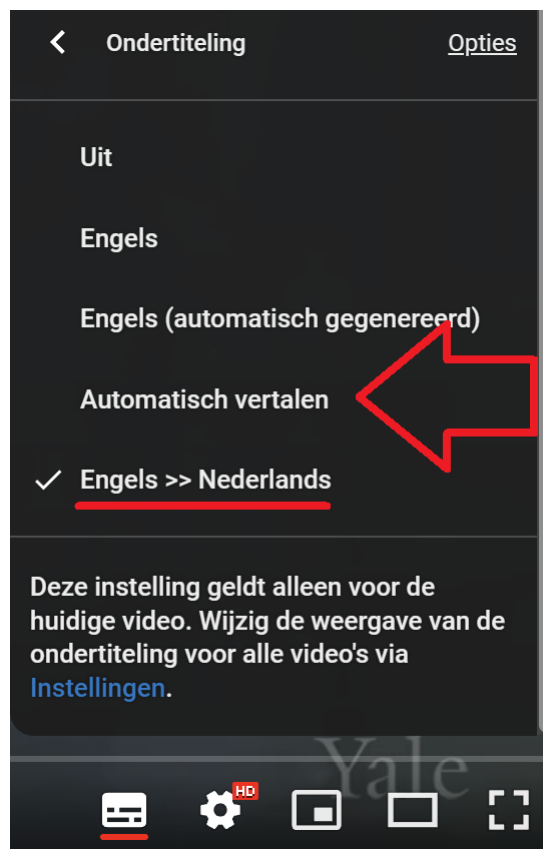 Ondertiteling
Opties
Uit
Engels
Engels (automatisch gegenereerd)
Automatisch vertalen
Engels >> Nederlands
Deze instelling geldt alleen voor de
huidige video. Wijzig de weergave van de
ondertiteling voor alle video's via
Instellingen.
Yale
HD